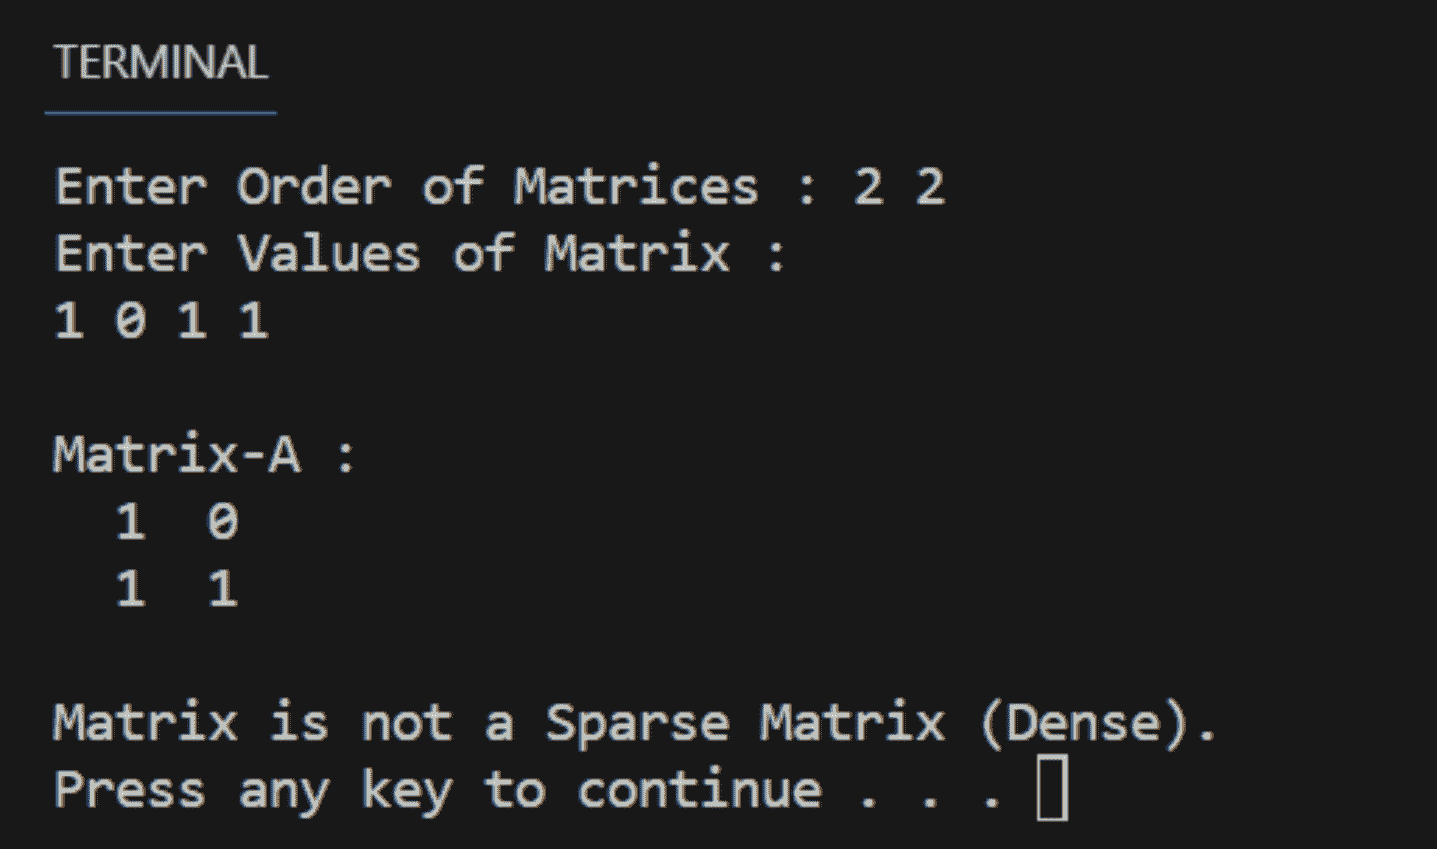 TERMINAL
Enter Order of Matrices : 2 2
Enter Values of Matrix :
1 0 1 1
Matrix-A :
1 0
1 1
Matrix is not a Sparse Matrix (Dense).
Press any key to continue . . .